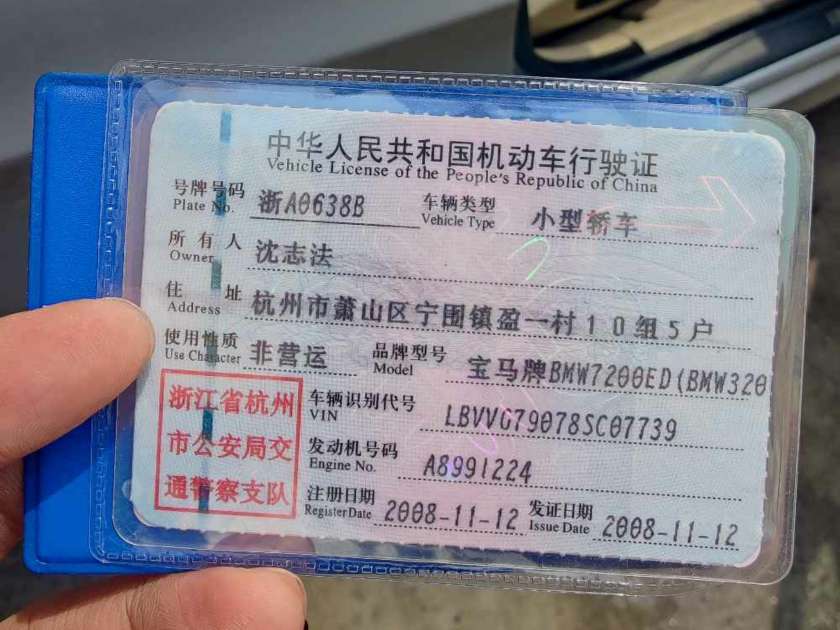 中华人民共和国机动车行驶证
Vehicle License of the People's Republic of China
号牌号码 浙A0638B 车辆类型 小型轿车
Plate No. Vehicle Type
所有人 沈志法
Owner
住址 杭州市萧山区宁围镇盈一村10组5户
Address
使用性质 非营运 品牌型号 宝马牌BMW7200ED(BMW320
Use Character Model
浙江省杭州
市公安局交
通警察支队
车辆识别代号 LBVVG79078SC07739
VIN
发动机号码 A8991224
Engine No.
注册日期 2008-11-12 发证日期 2008-11-12
Register Date Issue Date